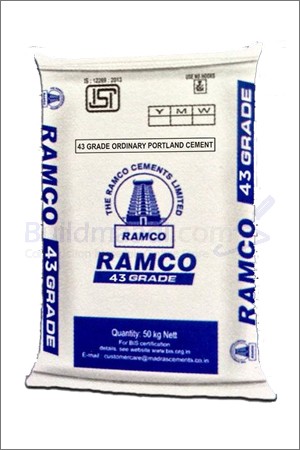 IS : 12269 : 2013
USE NO HOOKS
ISI
Y M W
43 GRADE ORDINARY PORTLAND CEMENT
THE RAMCO CEMENTS LIMITED
RAMCO
RAMCO
43 GRADE
Quantity: 50 kg Nett
For BIS certification
details see website www.bis.org.in
E-mail : customercare@madrascements.co.in
RAMCO 43 GRADE
RAMCO 43 GRADE